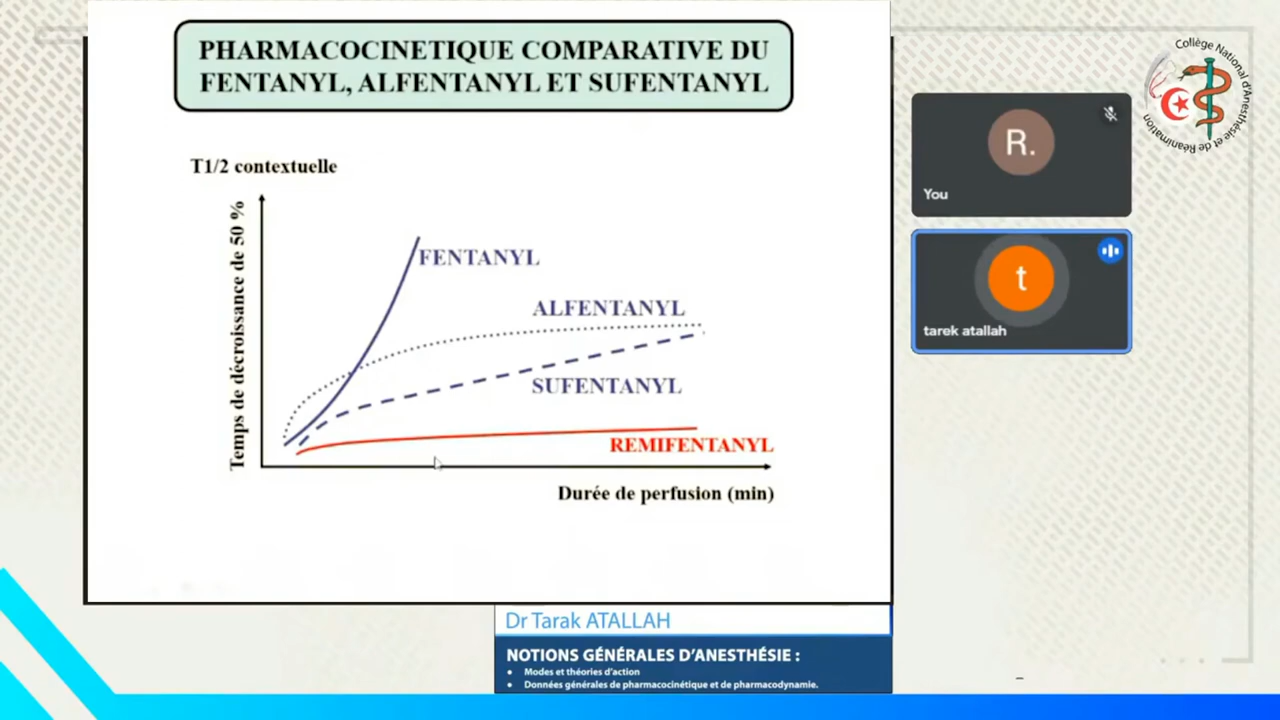 PHARMACOCINETIQUE COMPARATIVE DU
FENTANYL, ALFENTANYL ET SUFENTANYL
T1/2 contextuelle
Temps de décroissance de 50 %
FENTANYL
ALFENTANYL
SUFENTANYL
REMIFENTANYL
Durée de perfusion (min)
R.
You
t
tarek atallah
Collège National d'Anesthésie et de Réanimation
Dr Tarak ATALLAH
NOTIONS GÉNÉRALES D'ANESTHÉSIE :
• Modes et théories d'action
• Données générales de pharmacocinétique et de pharmacodynamie.